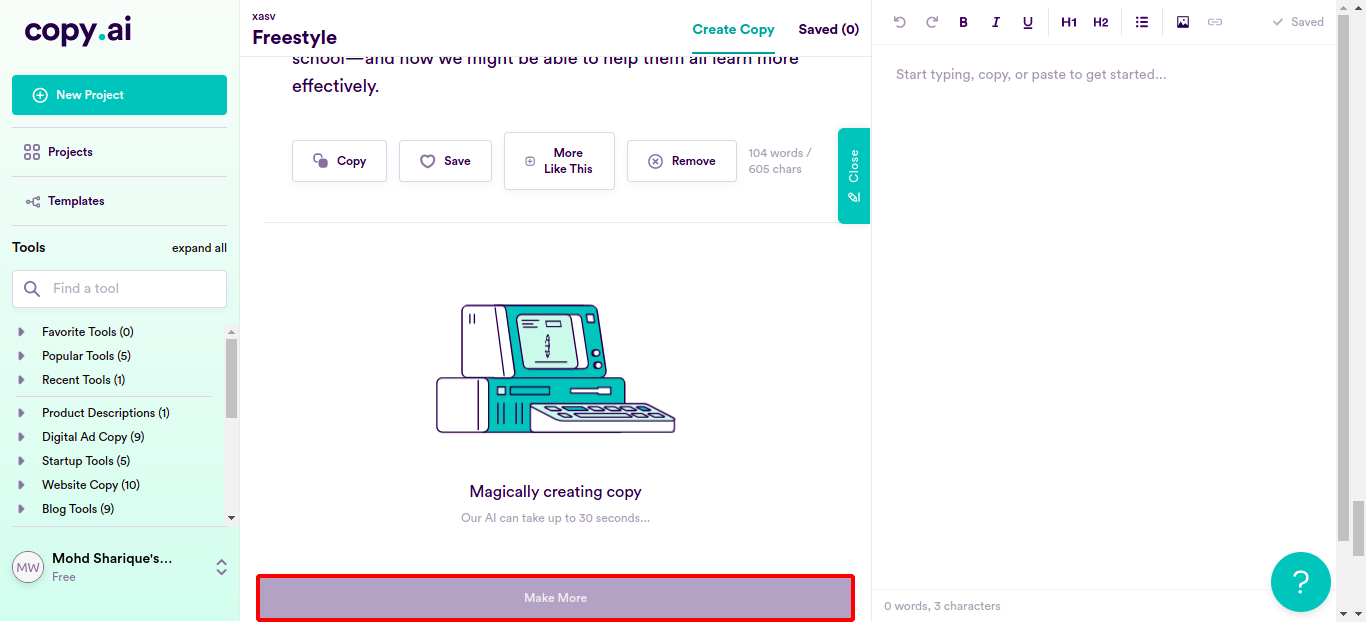 copy.ai
New Project
Projects
Templates
Tools
expand all
Find a tool
Favorite Tools (0)
Popular Tools (5)
Recent Tools (1)
Product Descriptions (1)
Digital Ad Copy (9)
Startup Tools (5)
Website Copy (10)
Blog Tools (9)
MW
Mohd Sharique's...
Free
xasv
Freestyle
Create Copy
Saved (0)
school—and how we might be able to help them all learn more
effectively.
Copy
Save
More
Like This
Remove
104 words /
605 chars
Close
Magically creating copy
Our AI can take up to 30 seconds...
Make More
B
I
U
H1
H2
Saved
Start typing, copy, or paste to get started...
0 words, 3 characters
?